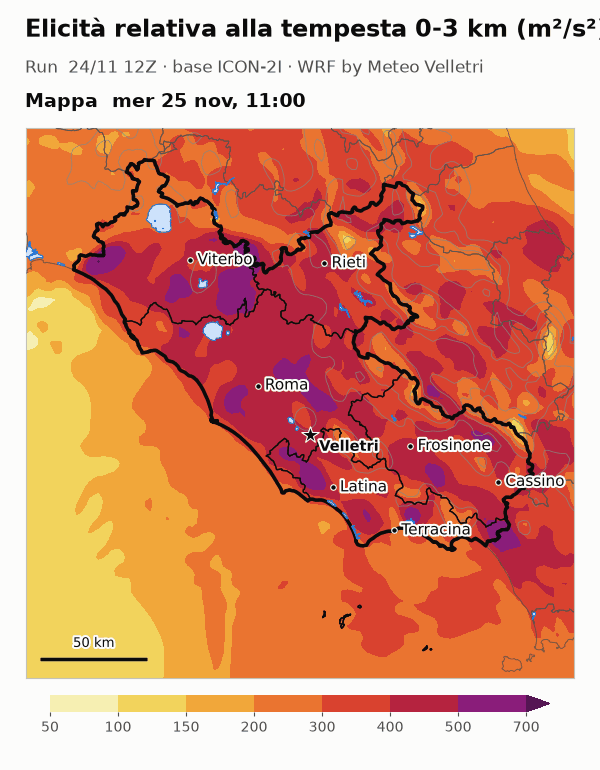 Elicità relativa alla tempesta 0-3 km (m²/s²)
Run 24/11 12Z · base ICON-2I · WRF by Meteo Velletri
Mappa mer 25 nov, 11:00
Viterbo
Rieti
Roma
Velletri
Frosinone
Cassino
Latina
Terracina
50 km
50 100 150 200 300 400 500 700